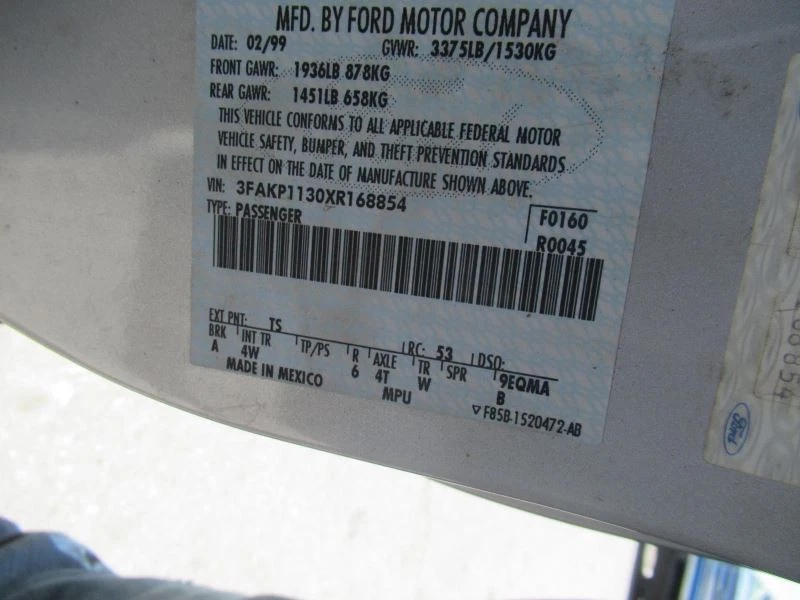 MFD. BY FORD MOTOR COMPANY
DATE: 02/99 GVWR: 3375LB/1530KG
FRONT GAWR: 1936LB 878KG
REAR GAWR: 1451LB 658KG
THIS VEHICLE CONFORMS TO ALL APPLICABLE FEDERAL MOTOR
VEHICLE SAFETY, BUMPER, AND THEFT PREVENTION STANDARDS
IN EFFECT ON THE DATE OF MANUFACTURE SHOWN ABOVE.
VIN: 3FAKP1130XR168854
TYPE: PASSENGER
F0160
R0045
EXT PNT: TS RC: 53 DSO:
BRK INT TR TP/PS R AXLE TR SPR 9EQMA
A 4W 6 4T W B
MADE IN MEXICO MPU
▽F85B-1520472-AB
Ford